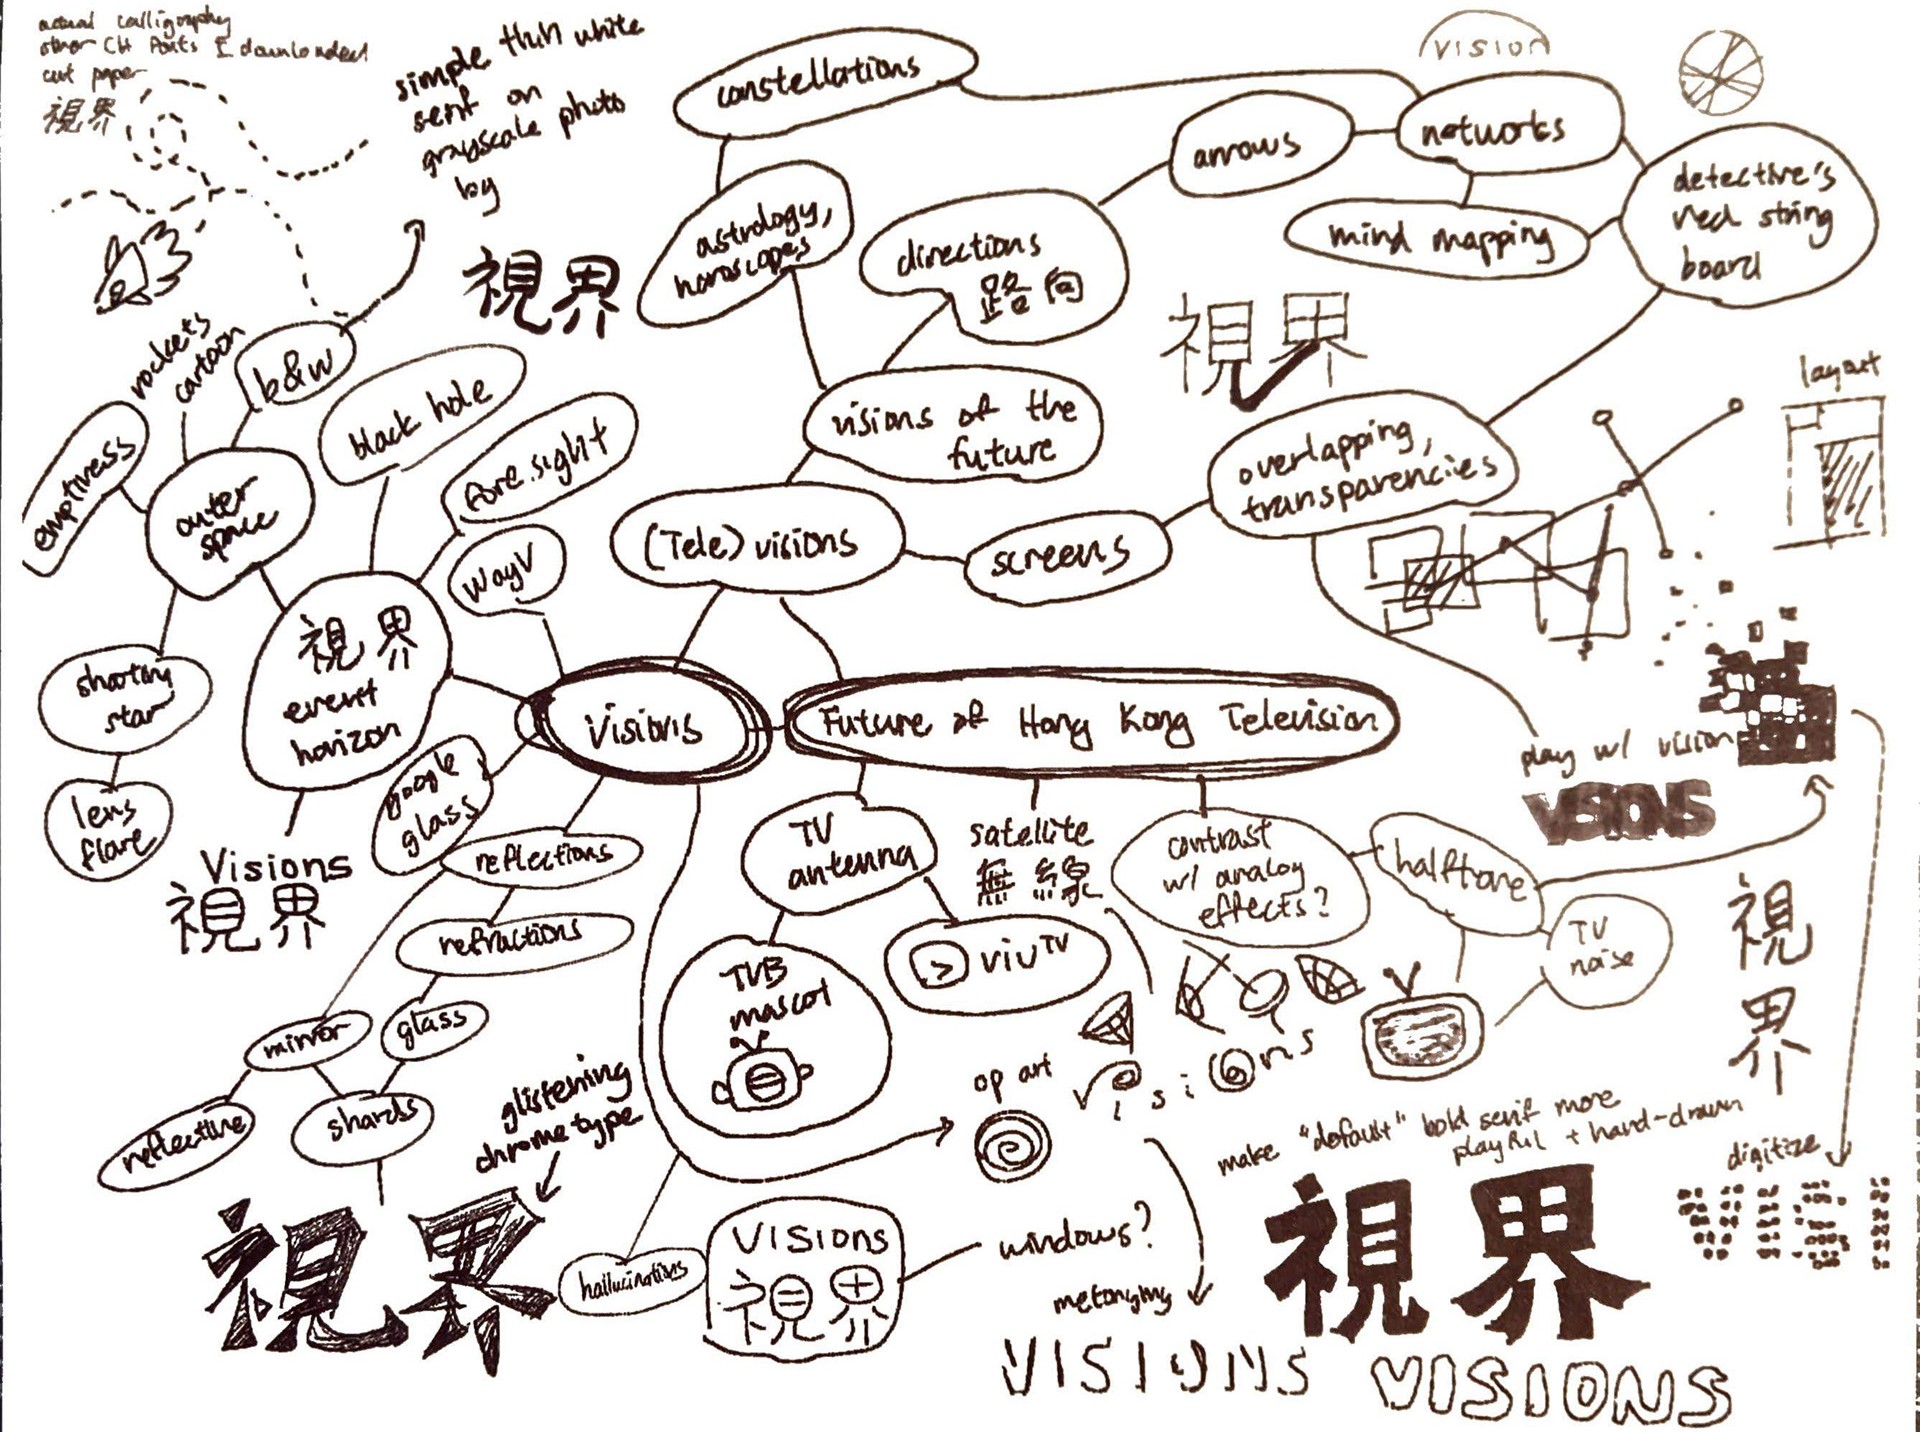 actual calligraphy
other CH fonts I downloaded
cut paper
視界
simple thin white
serif on
grayscale photo
by
視界
constellations
VISION
networks
arrows
detective's
red string
board
mind mapping
astrology,
horoscopes
directions
路向
視界
rockets
cartoon
b&w
black hole
foresight
visions of the
future
overlapping,
transparencies
layout
emptiness
outer
space
WayV
(Tele)visions
screens
視界
event
horizon
shooting
star
visions
Future of Hong Kong Television
play w/ vision
VISIONS
google
glass
lens
flare
Visions
視界
reflections
TV
antenna
satellite
無線
contrast
w/ analog
effects?
halftone
TV
noise
視
界
refractions
TVB
mascot
viuTV
mirror
glass
op art
visions
reflective
shards
glistening
chrome type
make "default" bold serif more
playful + hand-drawn
digitize
視界
視界
VISI
hallucinations
VISIONS
視界
windows?
VISIONS
VISIONS